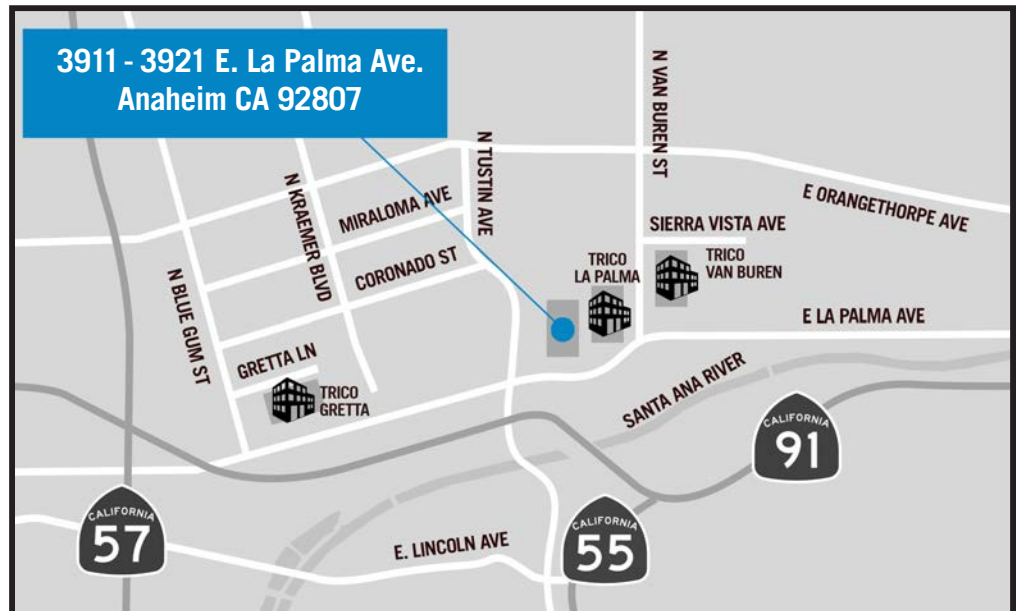 3911 - 3921 E. La Palma Ave.
Anaheim CA 92807
N VAN BUREN ST
N TUSTIN AVE
E ORANGETHORPE AVE
N KRAEMER BLVD
MIRALOMA AVE
SIERRA VISTA AVE
TRICO
LA PALMA
TRICO
VAN BUREN
CORONADO ST
N BLUE GUM ST
E LA PALMA AVE
GRETTA LN
TRICO
GRETTA
SANTA ANA RIVER
CALIFORNIA
91
CALIFORNIA
57
CALIFORNIA
55
E. LINCOLN AVE